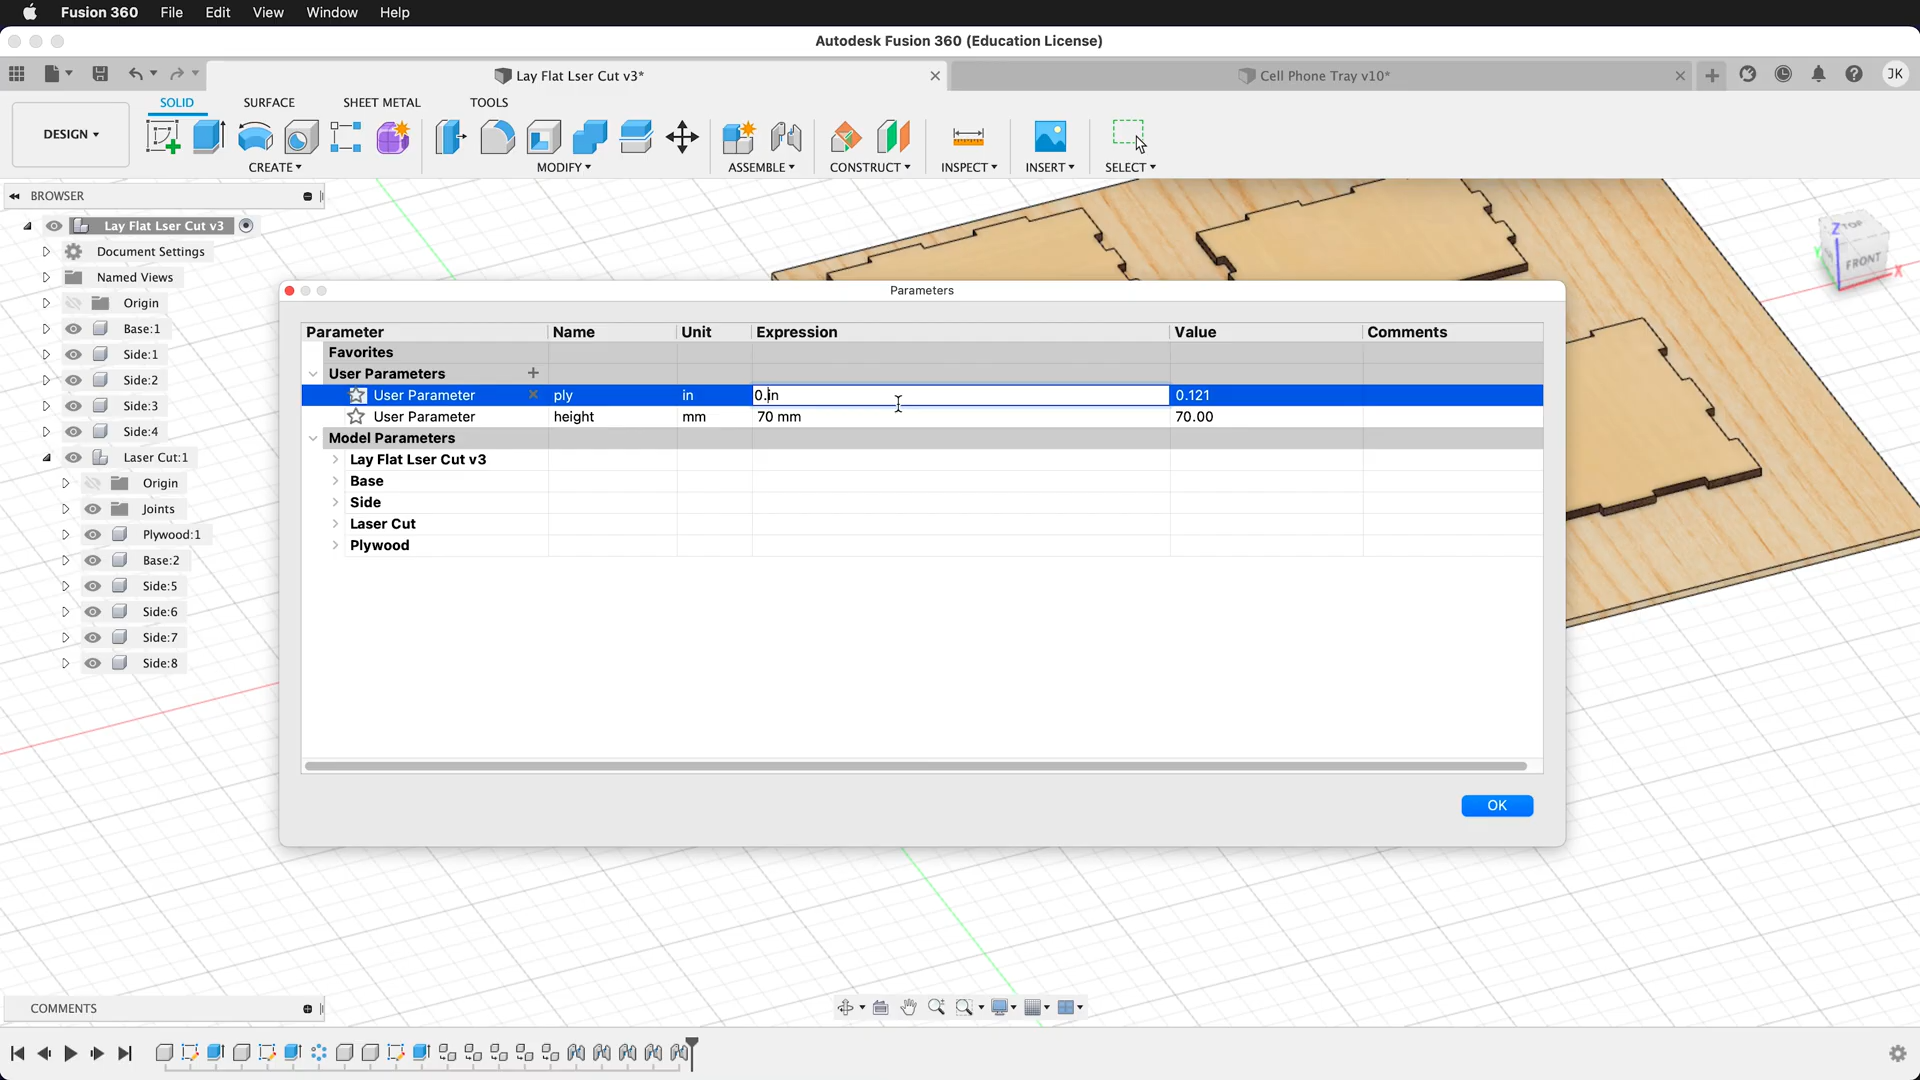 Fusion 360 File Edit View Window Help
Autodesk Fusion 360 (Education License)
Lay Flat Lser Cut v3*
Cell Phone Tray v10*
JK
SOLID SURFACE SHEET METAL TOOLS
DESIGN
CREATE MODIFY ASSEMBLE CONSTRUCT INSPECT INSERT SELECT
BROWSER
Lay Flat Lser Cut v3
Document Settings
Named Views
Origin
Base:1
Side:1
Side:2
Side:3
Side:4
Laser Cut:1
Origin
Joints
Plywood:1
Base:2
Side:5
Side:6
Side:7
Side:8
Z
TOP
FRONT
X
Parameters
Parameter Name Unit Expression Value Comments
Favorites
User Parameters +
User Parameter ply in 0.in 0.121
User Parameter height mm 70 mm 70.00
Model Parameters
Lay Flat Lser Cut v3
Base
Side
Laser Cut
Plywood
OK
COMMENTS